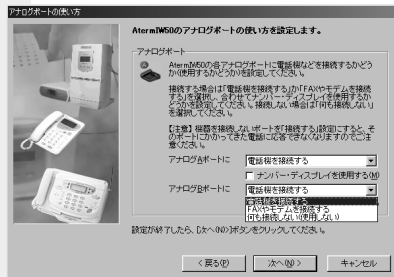 アナログポートの使い方
AtermIW50のアナログポートの使い方を設定します。
アナログポート
AtermIW50の各アナログポートに電話機などを接続するかどう
か(使用するかどうか)を設定してください。
接続する場合は「電話機を接続する」か「FAXやモデムを接続
する」を選択し、合わせてナンバー・ディスプレイを使用するか
どうかを設定してください。接続しない場合は「何も接続しない」
を選択してください。
【注意】 機器を接続しないポートを「接続する」設定にすると、そ
のポートにかかってきた電話に応答できなくなりますのでご注
意ください。
アナログAポートに 電話機を接続する
ナンバー・ディスプレイを使用する(M)
アナログBポートに 電話機を接続する
電話機を接続する
FAXやモデムを接続する
何も接続しない(使用しない)
設定が終了したら、[次へ(N)]ボタンをクリックしてください。
< 戻る(P) 次へ(N) > キャンセル